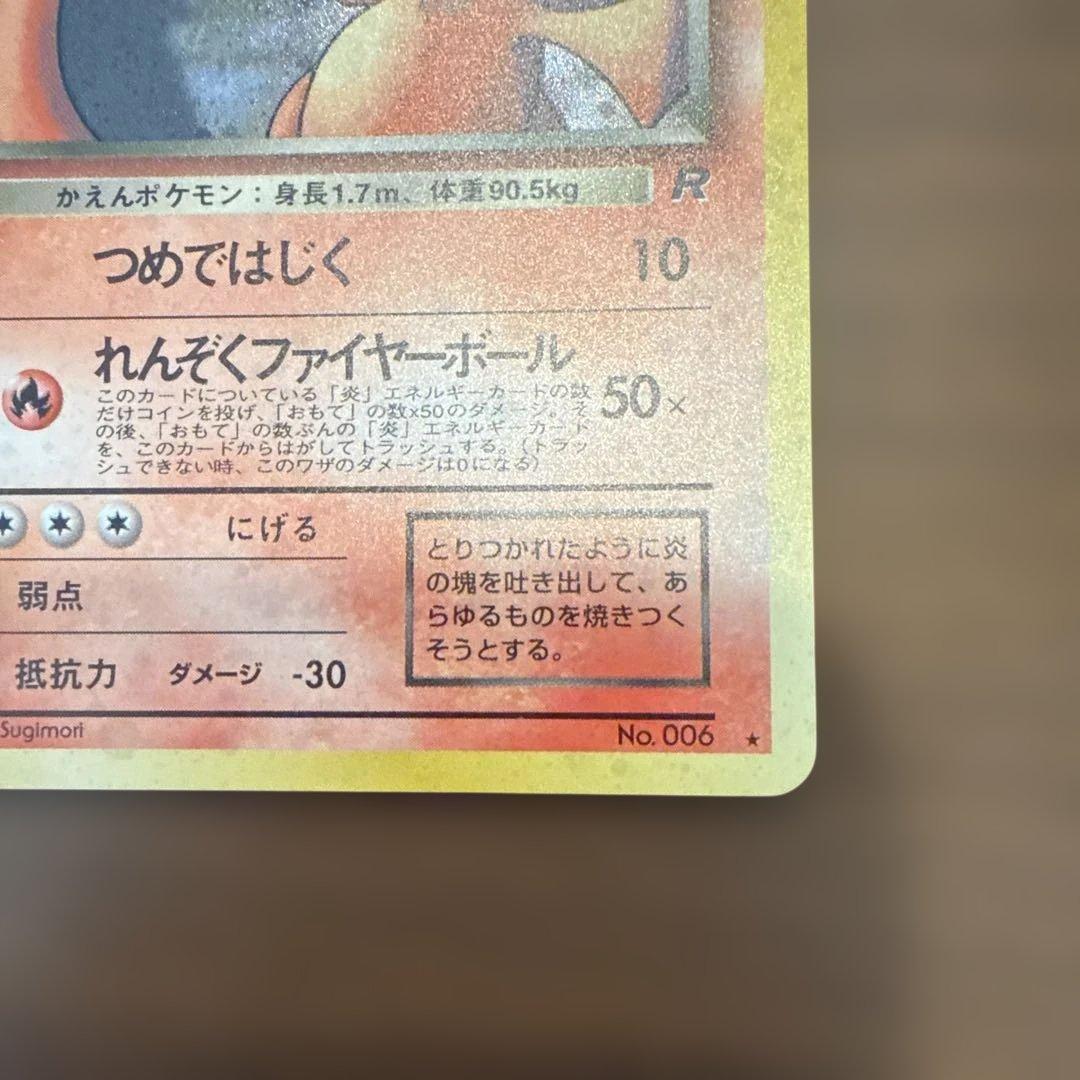 かえんポケモン：身長1.7m、体重90.5kg R
つめではじく 10
れんぞくファイヤーボール
このカードについている「炎」エネルギーカードの数
だけコインを投げ、「おもて」の数x50のダメージ。そ
の後、「おもて」の数ぶんの「炎」エネルギーカード
を、このカードからはがしてトラッシュする。（トラッ
シュできない時、このワザのダメージは0になる）
50×
にげる
弱点
抵抗力 ダメージ -30
とりつかれたように炎
の塊を吐き出して、あ
らゆるものを焼きつく
そうとする。
Sugimori
No. 006 ★